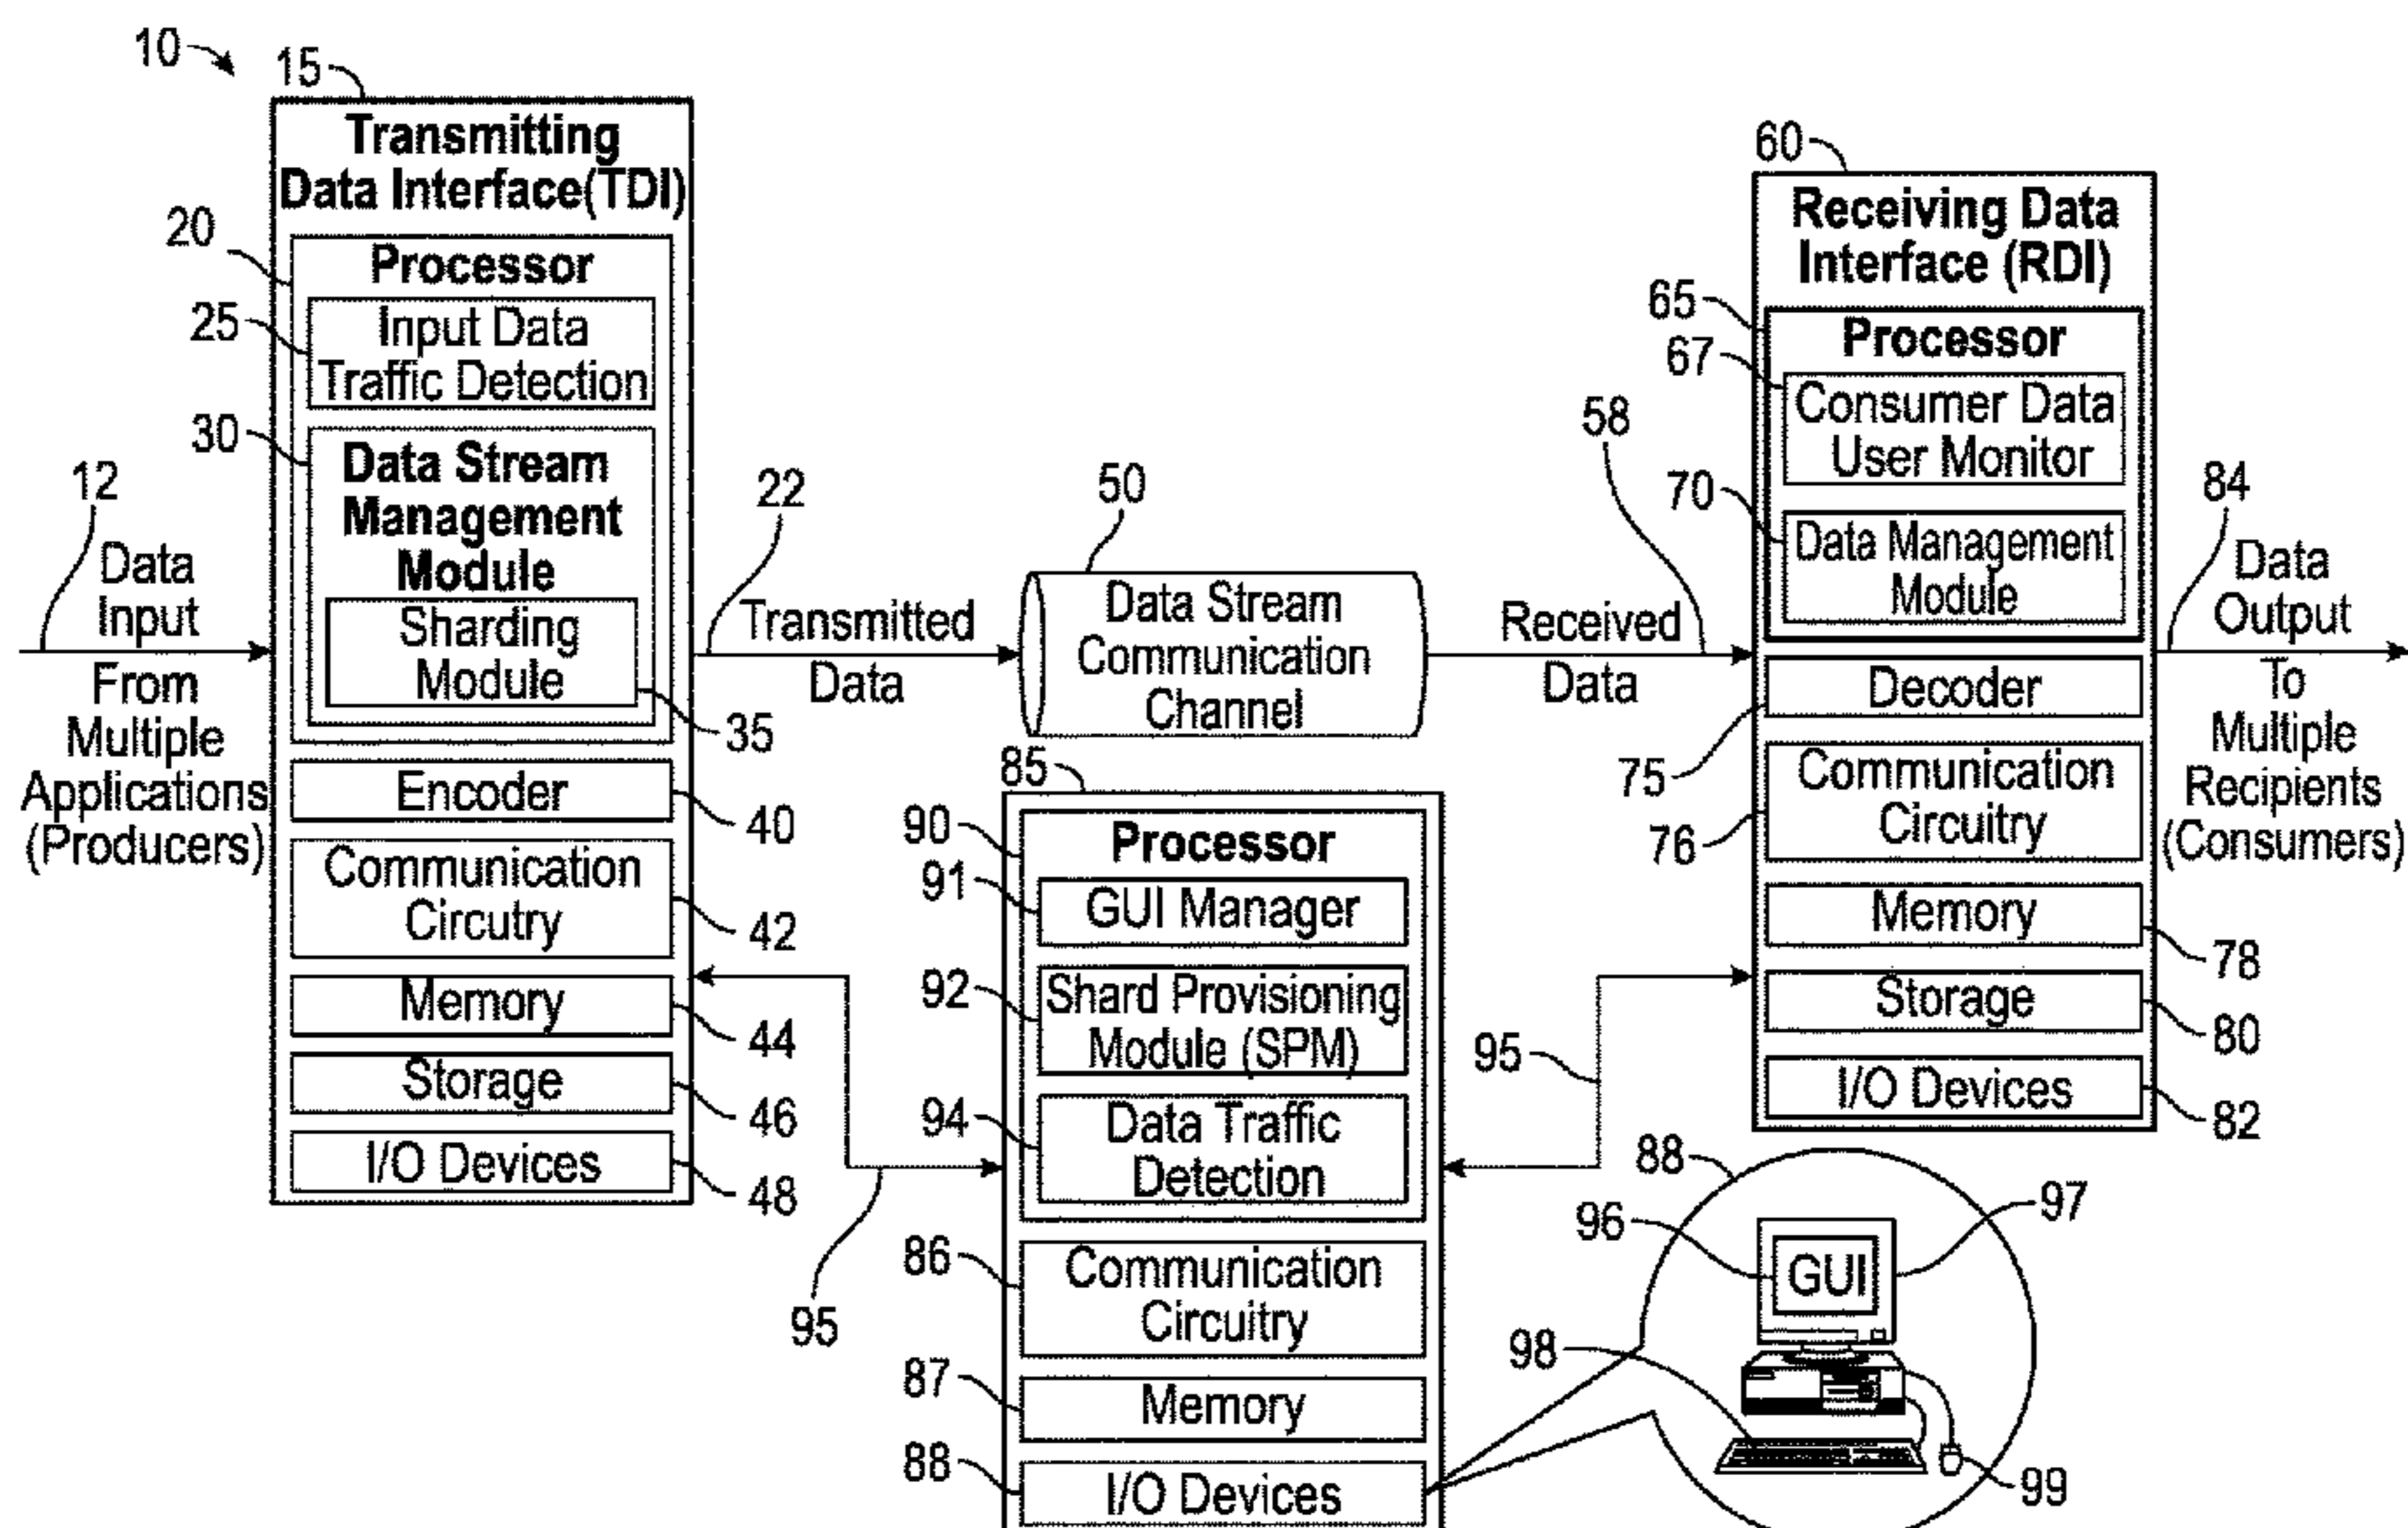 10
15
Transmitting
Data Interface(TDI)
20
Processor
25
Input Data
Traffic Detection
30
Data Stream
Management
Module
Sharding
Module
35
Encoder
40
Communication
Circutry
42
Memory
44
Storage
46
I/O Devices
48
12
Data
Input
From
Multiple
Applications
(Producers)
22
Transmitted
Data
50
Data Stream
Communication
Channel
58
Received
Data
60
Receiving Data
Interface (RDI)
65
Processor
67
Consumer Data
User Monitor
70
Data Management
Module
Decoder
75
Communication
Circuitry
76
Memory
78
Storage
80
I/O Devices
82
84
Data
Output
To
Multiple
Recipients
(Consumers)
85
90
Processor
91
GUI Manager
92
Shard Provisioning
Module (SPM)
94
Data Traffic
Detection
95
95
86
Communication
Circuitry
87
Memory
88
I/O Devices
88
96
GUI
97
98
99